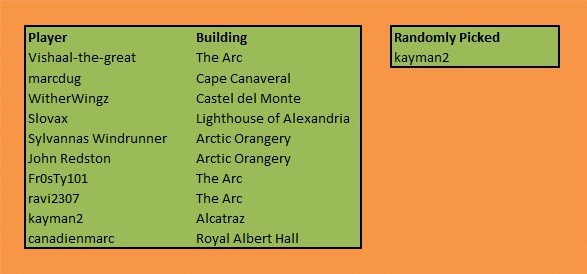 Player Building
Vishaal-the-great The Arc
marcdug Cape Canaveral
WitherWingz Castel del Monte
Slovax Lighthouse of Alexandria
Sylvannas Windrunner Arctic Orangery
John Redston Arctic Orangery
Fr0sTy101 The Arc
ravi2307 The Arc
kayman2 Alcatraz
canadienmarc Royal Albert Hall
Randomly Picked
kayman2